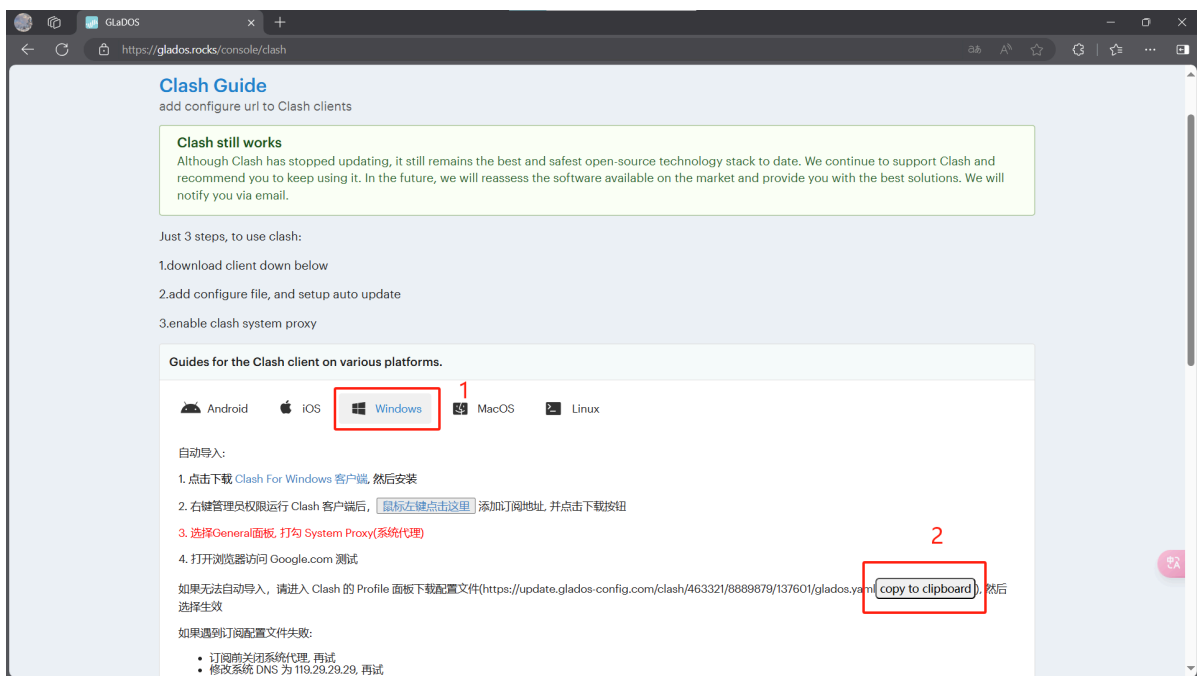 GLaDOS
https://glados.rocks/console/clash
Clash Guide
add configure url to Clash clients
Clash still works
Although Clash has stopped updating, it still remains the best and safest open-source technology stack to date. We continue to support Clash and
recommend you to keep using it. In the future, we will reassess the software available on the market and provide you with the best solutions. We will
notify you via email.
Just 3 steps, to use clash:
1.download client down below
2.add configure file, and setup auto update
3.enable clash system proxy
Guides for the Clash client on various platforms.
1
Android iOS Windows MacOS Linux
自动导入:
1. 点击下载 Clash For Windows 客户端, 然后安装
2. 右键管理员权限运行 Clash 客户端后， 鼠标左键点击这里 添加订阅地址, 并点击下载按钮
3. 选择General面板, 打勾 System Proxy(系统代理)
4. 打开浏览器访问 Google.com 测试
2
如果无法自动导入，请进入 Clash 的 Profile 面板下载配置文件(https://update.glados-config.com/clash/463321/8889879/137601/glados.yaml copy to clipboard ), 然后
选择生效
如果遇到订阅配置文件失败:
• 订阅前关闭系统代理, 再试
• 修改系统 DNS 为 119.29.29.29, 再试